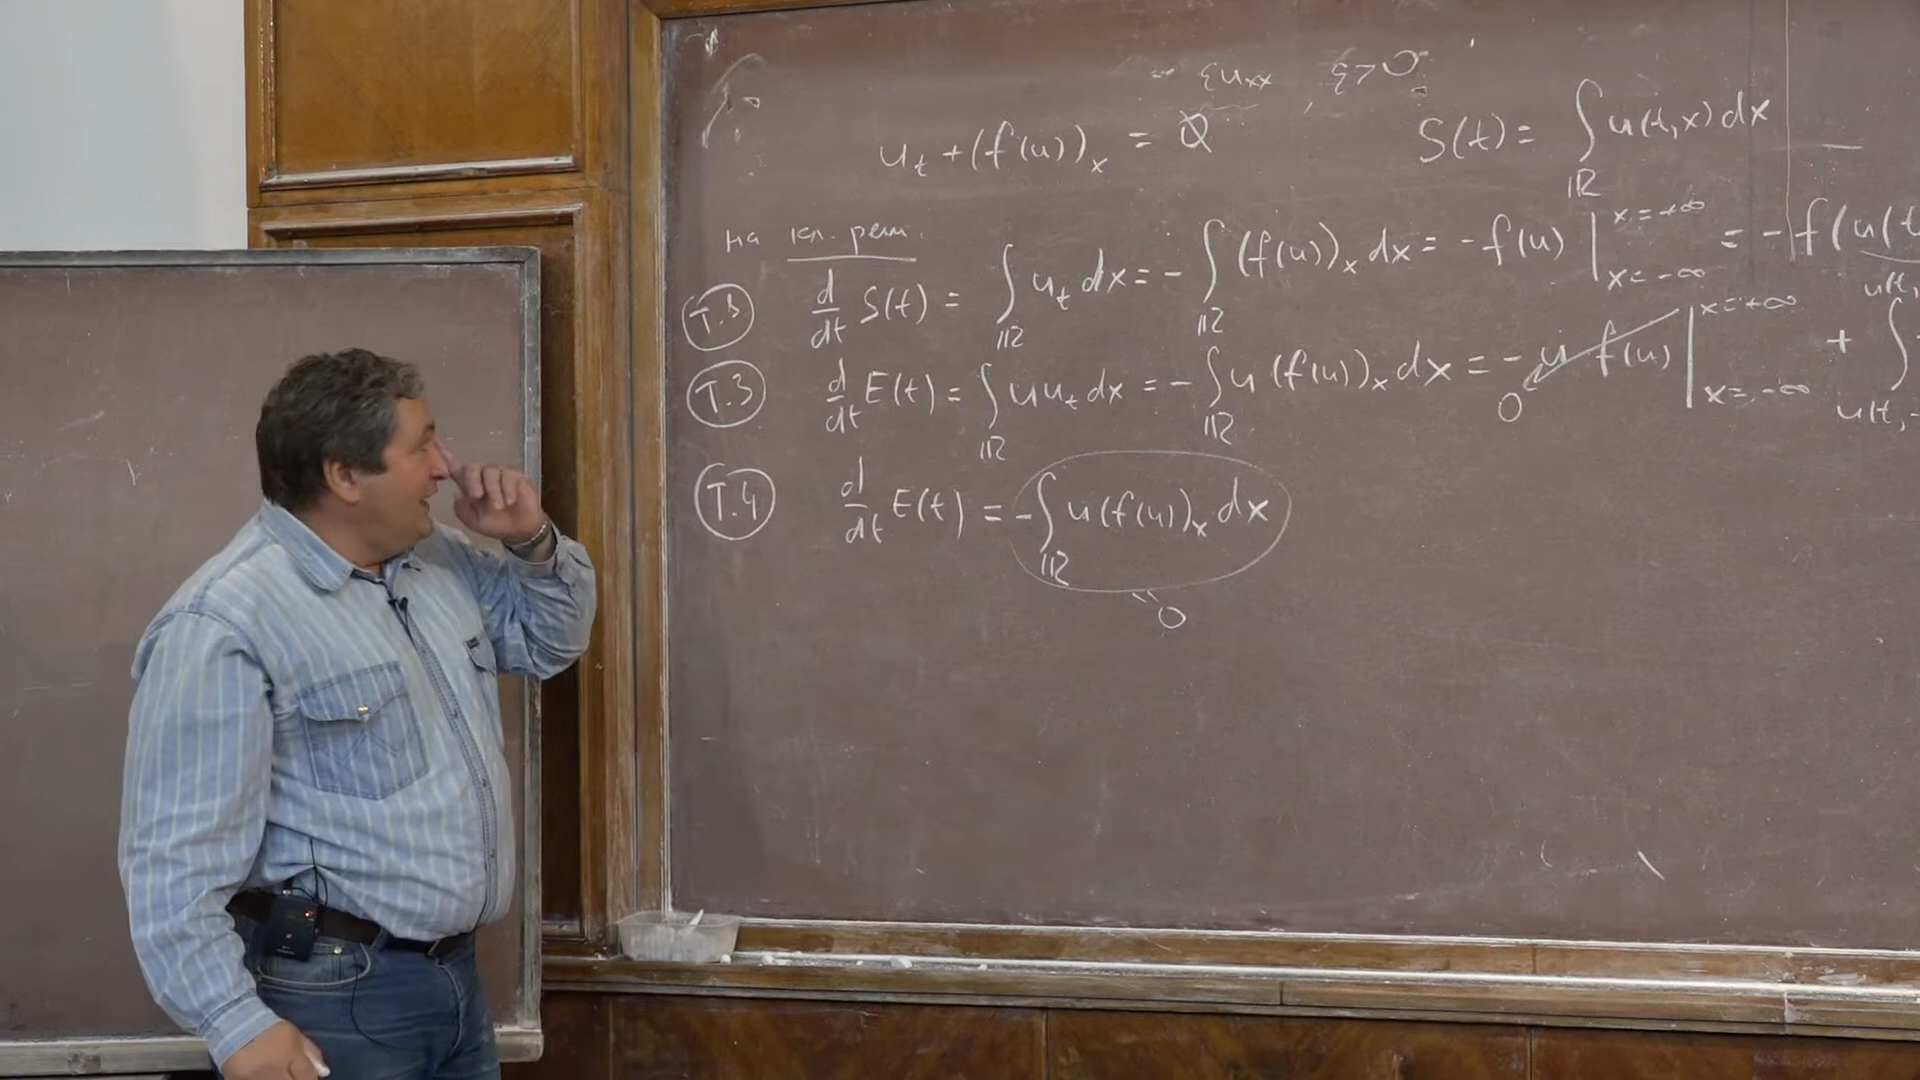 = εu_xx , ε>0
u_t + (f(u))_x = 0
S(t) = ∫_ℝ u(t,x) dx
на кл. реш.
Т.3 d/dt S(t) = ∫_ℝ u_t dx = - ∫_ℝ (f(u))_x dx = - f(u) |_{x=-∞}^{x=+∞} = - f(u(t
Т.3 d/dt E(t) = ∫_ℝ u u_t dx = - ∫_ℝ u (f(u))_x dx = - u f(u) |_{x=-∞}^{x=+∞} + ∫
0
Т.4 d/dt E(t) = - ∫_ℝ u (f(u))_x dx
" 0